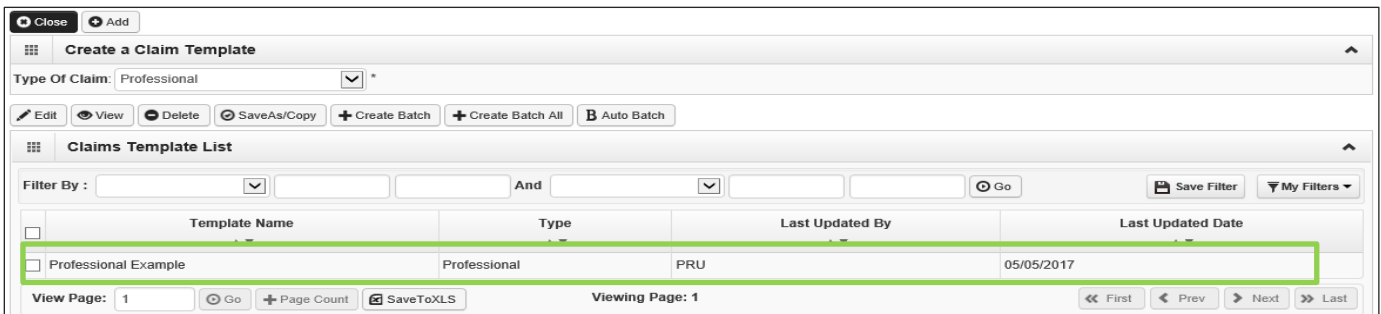 Close Add
Create a Claim Template
Type Of Claim: Professional *
Edit View Delete SaveAs/Copy Create Batch Create Batch All B Auto Batch
Claims Template List
Filter By : And Go Save Filter My Filters
Template Name Type Last Updated By Last Updated Date
Professional Example Professional PRU 05/05/2017
View Page: 1 Go Page Count SaveToXLS Viewing Page: 1 First Prev Next Last